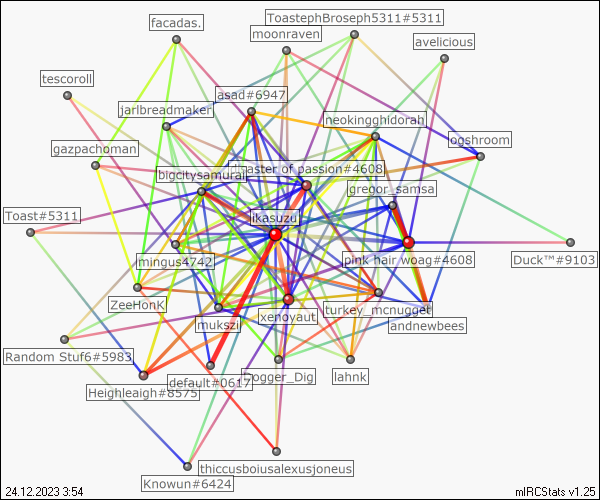 facadas.
ToastephBroseph5311#5311
moonraven
avelicious
tescoroll
asad#6947
jarlbreadmaker
neokingghidorah
ogshroom
gazpachoman
master of passion#4608
bigcitysamurai
gregor_samsa
Toast#5311
likasuzu
mingus4742
pink hair woag#4608
Duck™#9103
ZeeHonK
mukszii
xenovaut
turkey_mcnugget
andnewbees
Random Stuf6#5983
Heighleaigh#8575
default#0617
Dogger_Dig
lahnk
Knowun#6424
thiccusboiusalexusjoneus
24.12.2023 3:54
mIRCStats v1.25